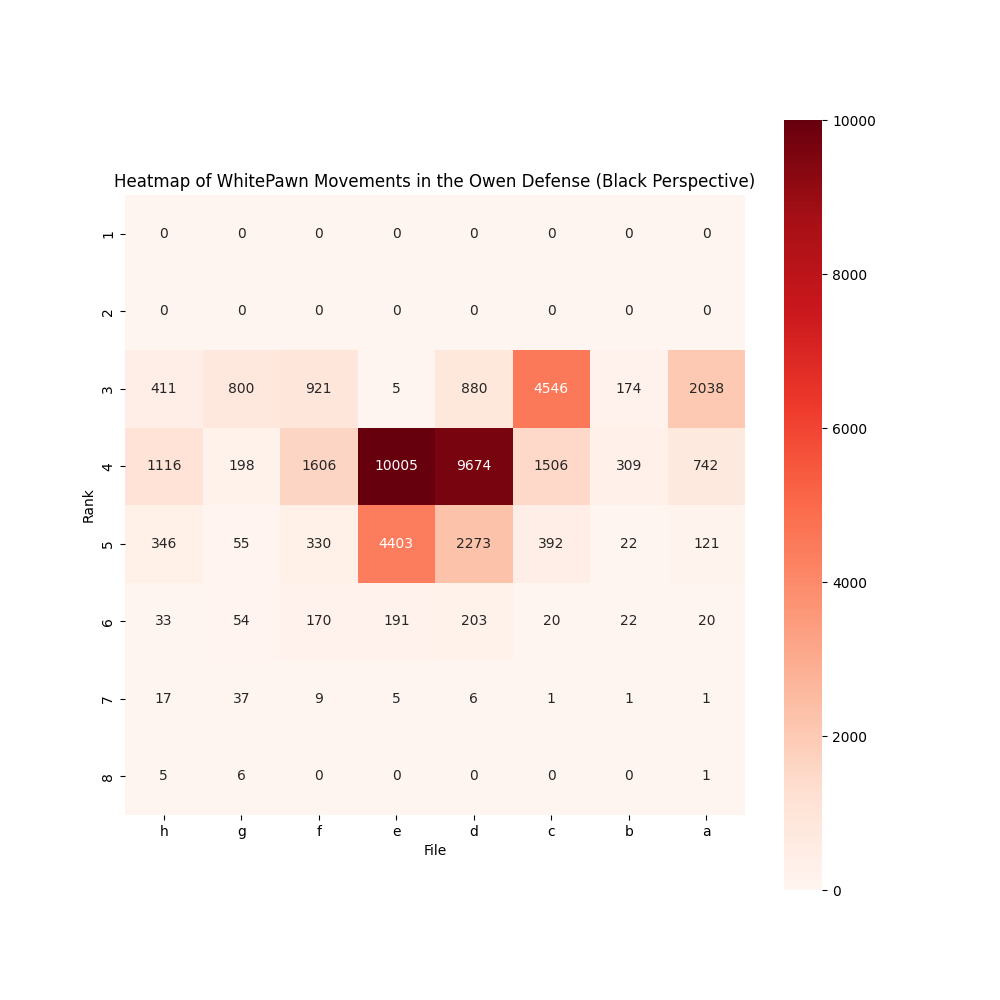 Heatmap of WhitePawn Movements in the Owen Defense (Black Perspective)
1 0 0 0 0 0 0 0 0
2 0 0 0 0 0 0 0 0
3 411 800 921 5 880 4546 174 2038
4 1116 198 1606 10005 9674 1506 309 742
Rank
5 346 55 330 4403 2273 392 22 121
6 33 54 170 191 203 20 22 20
7 17 37 9 5 6 1 1 1
8 5 6 0 0 0 0 0 1
h g f e d c b a
File
10000
8000
6000
4000
2000
0